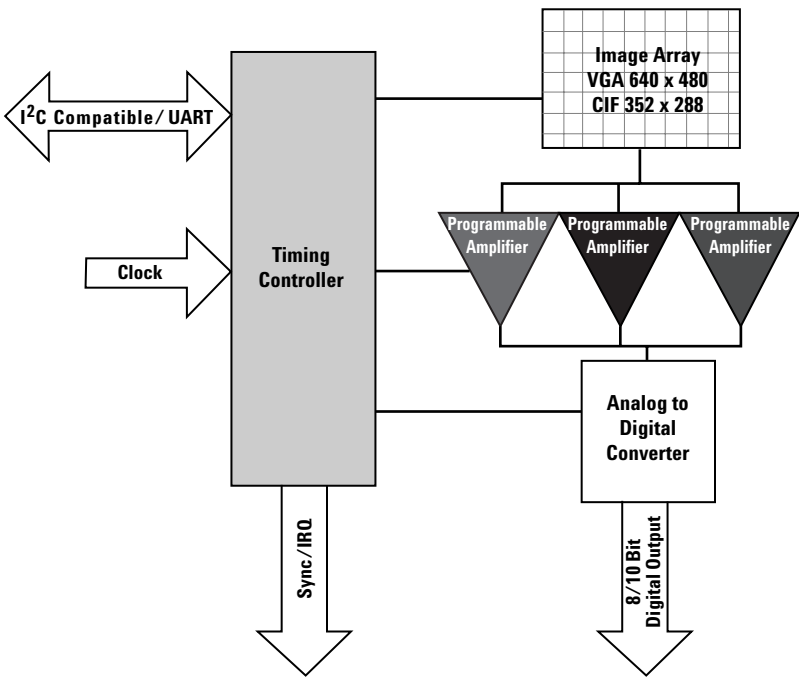 Image Array
VGA 640 x 480
CIF 352 x 288
I²C Compatible/ UART
Programmable
Amplifier
Programmable
Amplifier
Programmable
Amplifier
Clock
Timing
Controller
Analog to
Digital
Converter
Sync/IRQ
8/10 Bit
Digital Output